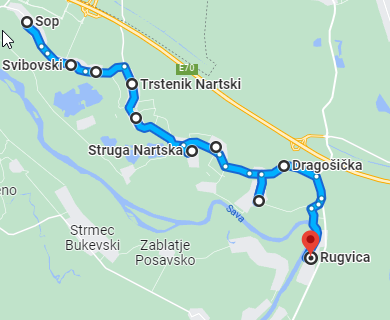 Sop
Svibovski
E70
Trstenik Nartski
Struga Nartska
Dragošička
eno
Sava
Strmec
Bukevski
Zablatje
Posavsko
Rugvica